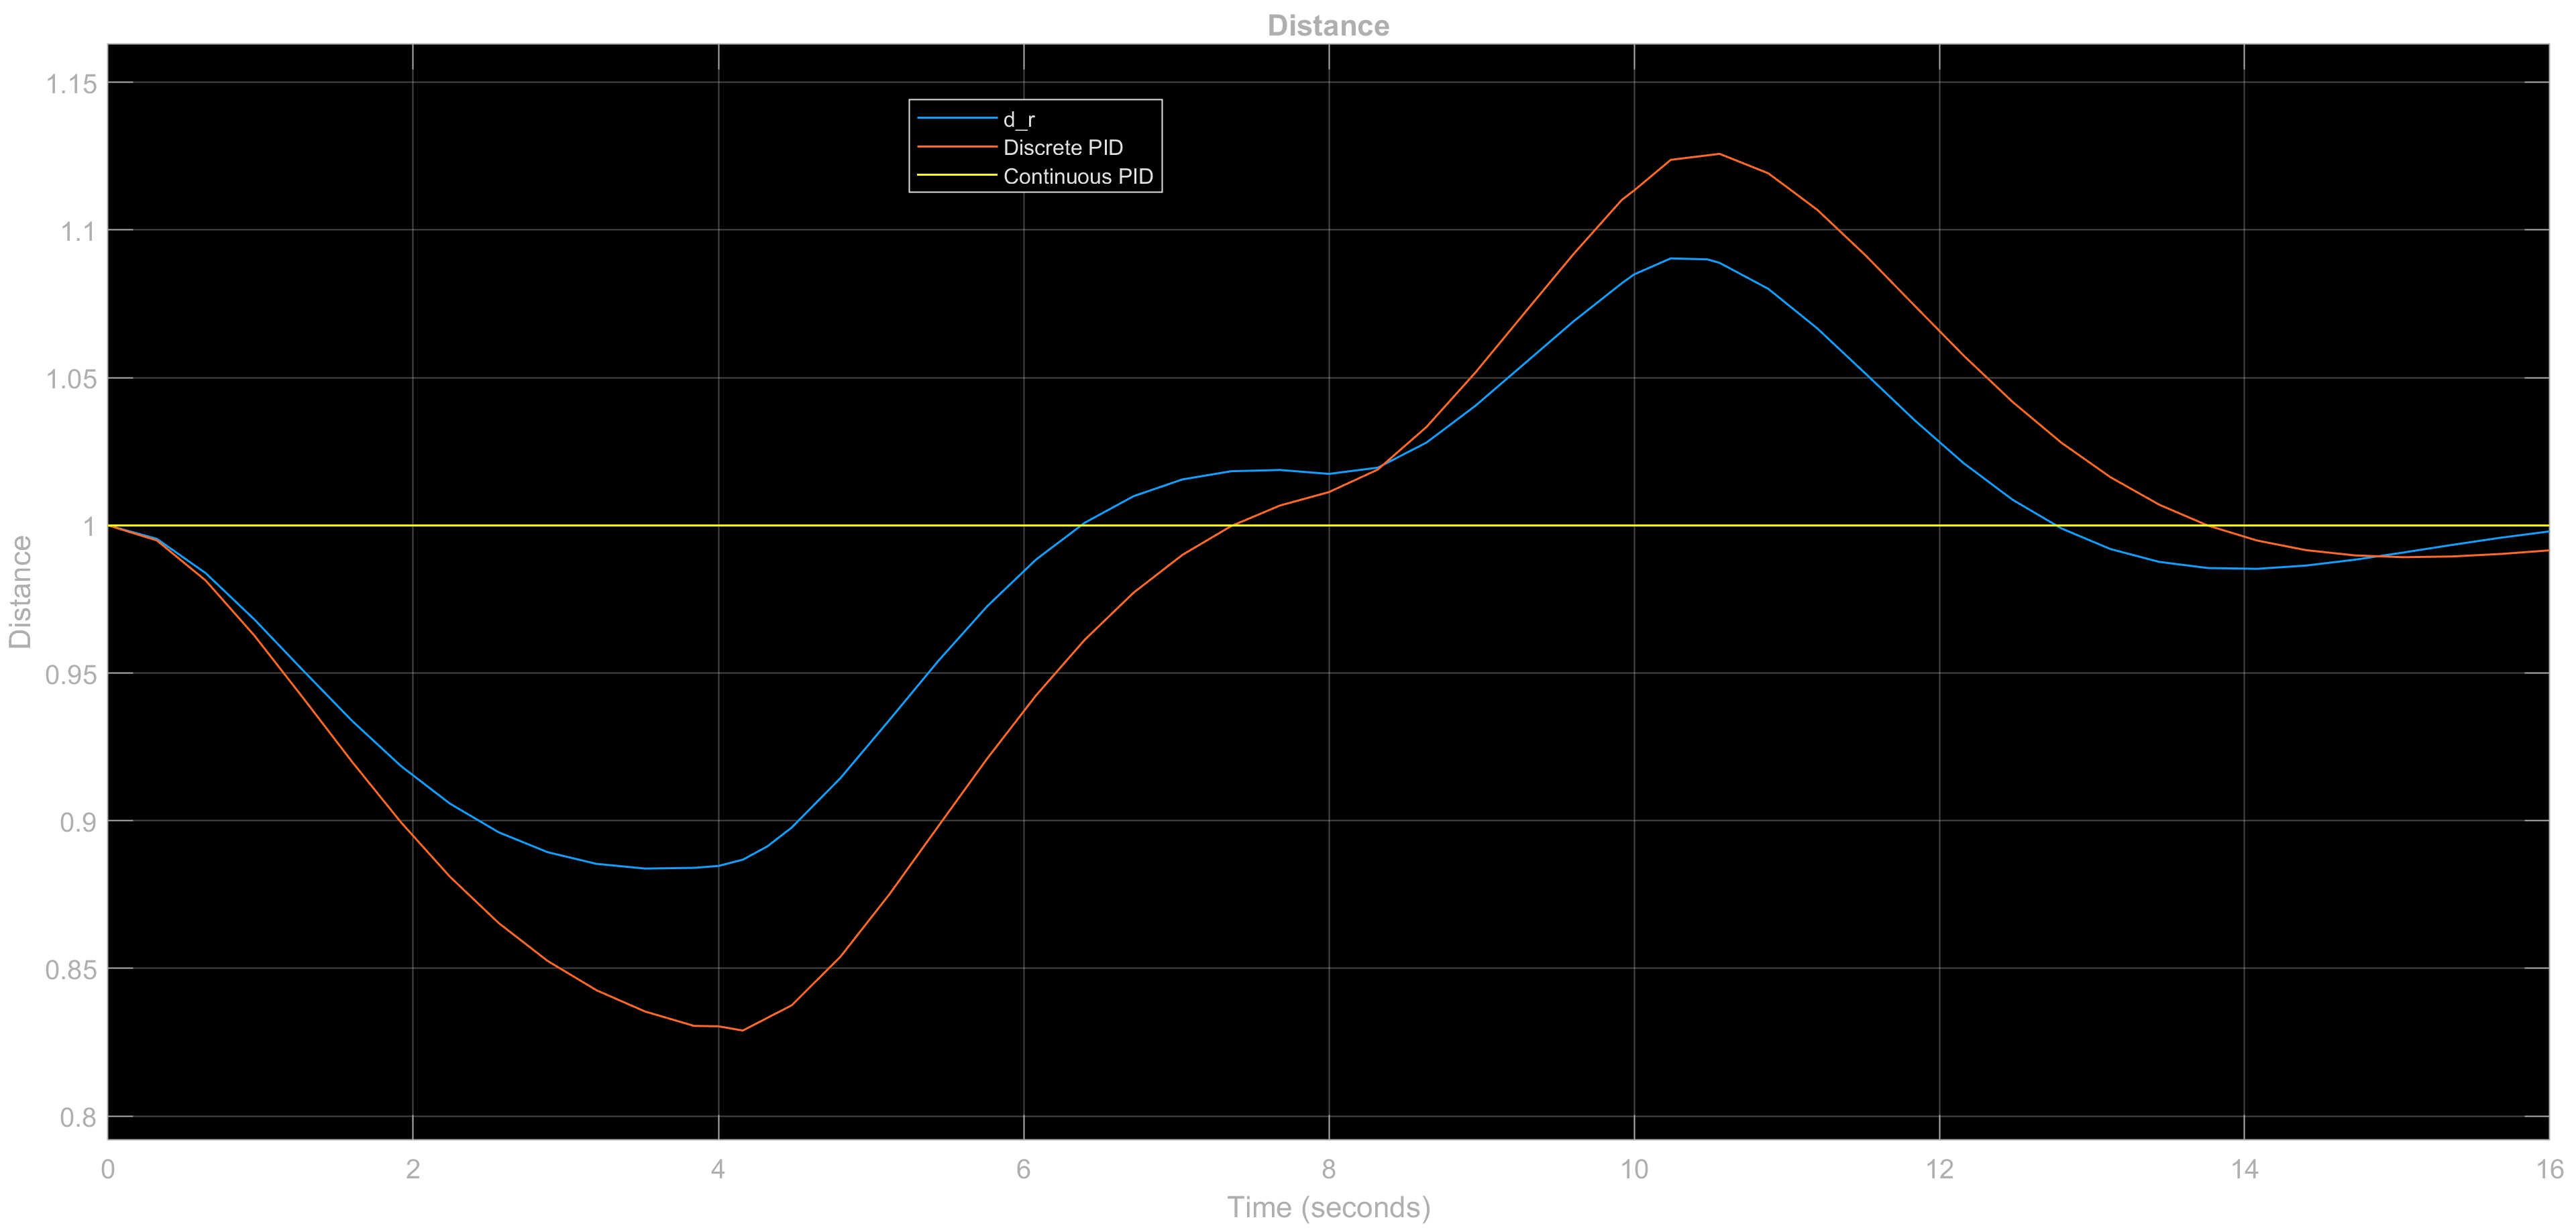 Distance
1.15
1.1
1.05
1
0.95
0.9
0.85
0.8
Distance
d_r
Discrete PID
Continuous PID
0 2 4 6 8 10 12 14 16
Time (seconds)